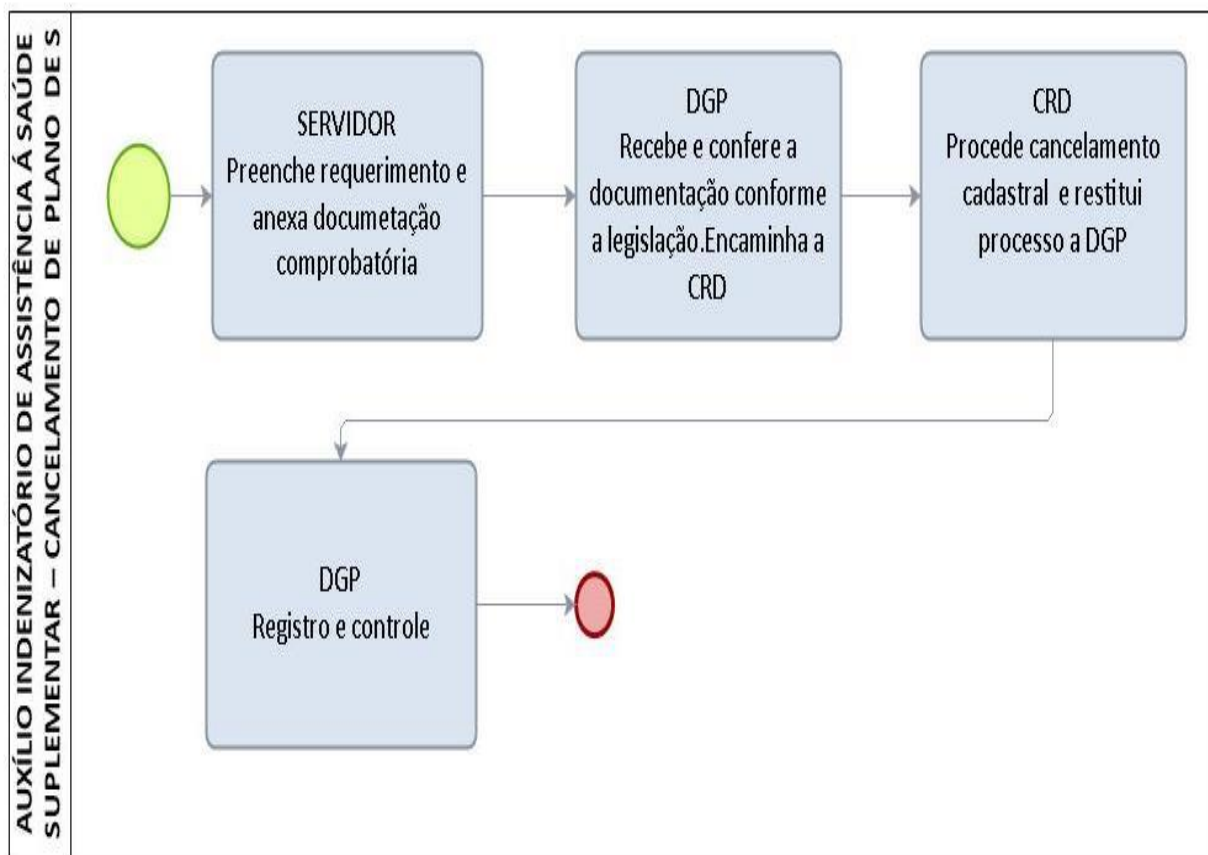 AUXÍLIO INDENIZATÓRIO DE ASSISTÊNCIA Á SAÚDE
SUPLEMENTAR – CANCELAMENTO DE PLANO DE S
SERVIDOR
Preenche requerimento e
anexa documetação
comprobatória
DGP
Recebe e confere a
documentação conforme
a legislação.Encaminha a
CRD
CRD
Procede cancelamento
cadastral e restitui
processo a DGP
DGP
Registro e controle